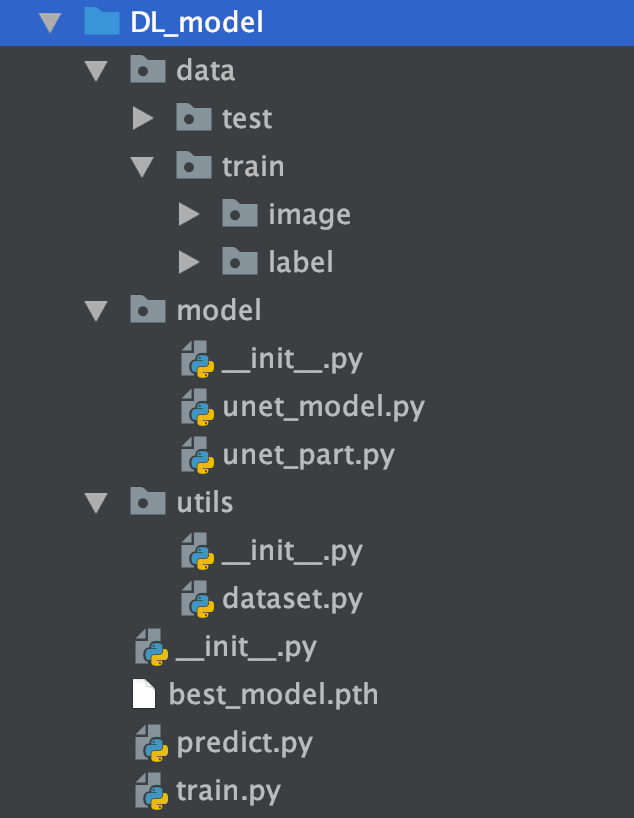 DL_model
data
test
train
image
label
model
__init__.py
unet_model.py
unet_part.py
utils
__init__.py
dataset.py
__init__.py
best_model.pth
predict.py
train.py